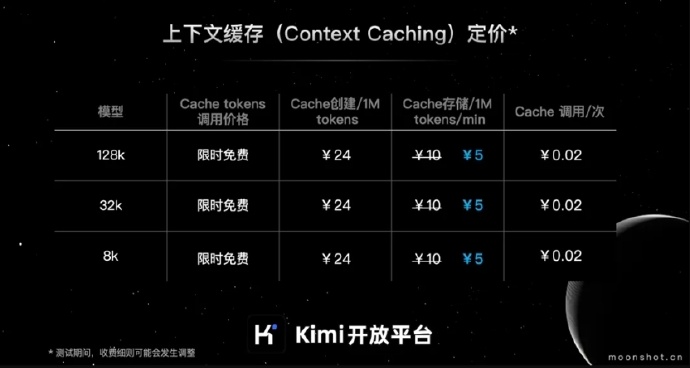 上下文缓存（Context Caching）定价*
模型 Cache tokens 调用价格 Cache创建/1M tokens Cache存储/1M tokens/min Cache 调用/次
128k 限时免费 ￥24 ￥10 ￥5 ￥0.02
32k 限时免费 ￥24 ￥10 ￥5 ￥0.02
8k 限时免费 ￥24 ￥10 ￥5 ￥0.02
K Kimi开放平台
* 测试期间，收费细则可能会发生调整
moonshot.cn